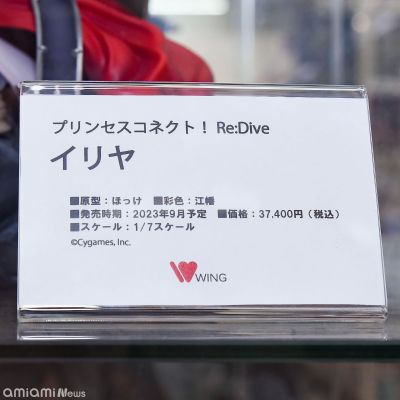 プリンセスコネクト！ Re:Dive
イリヤ
■原型：ほっけ　■彩色：江幡
■発売時期：2023年9月予定　■価格：37,400円（税込）
■スケール：1/7スケール
©Cygames, Inc.
WING
amiami News